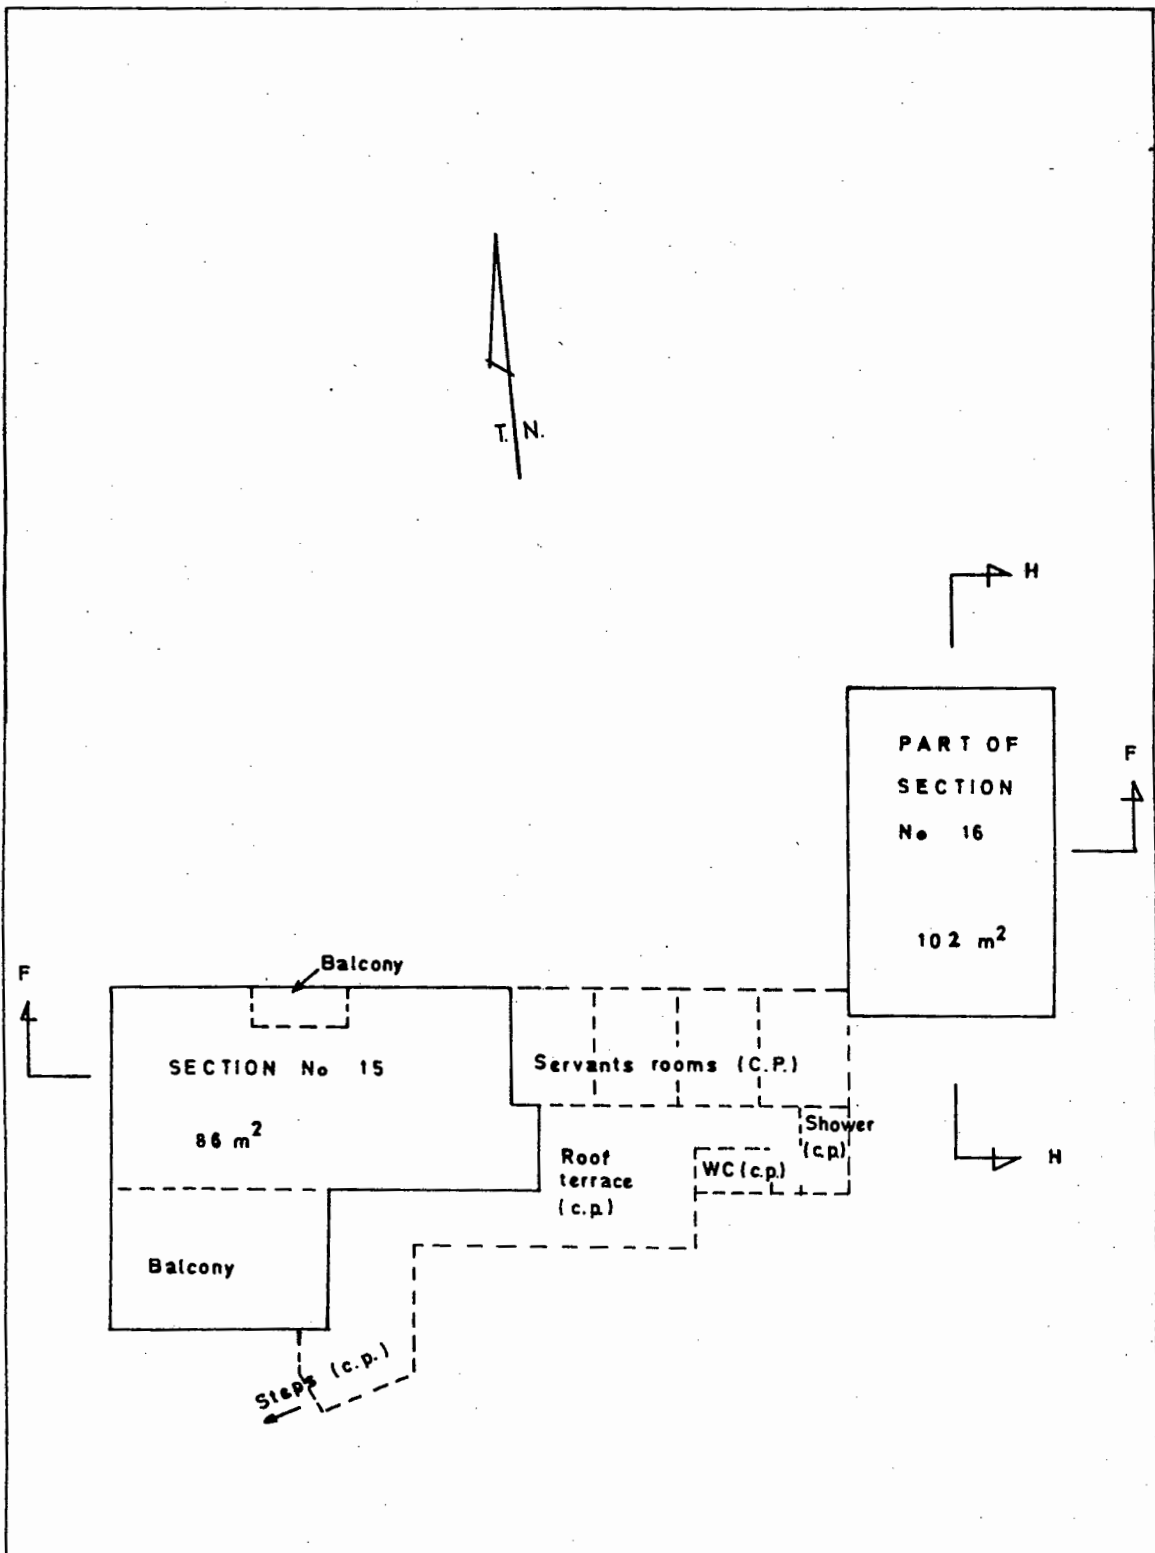 T. N.
H
PART OF
SECTION
No 16
102 m²
F
F
Balcony
SECTION No 15
86 m²
Servants rooms (C.P.)
Shower
(c.p.)
WC (c.p.)
Roof
terrace
(c.p.)
H
Balcony
Steps (c.p.)